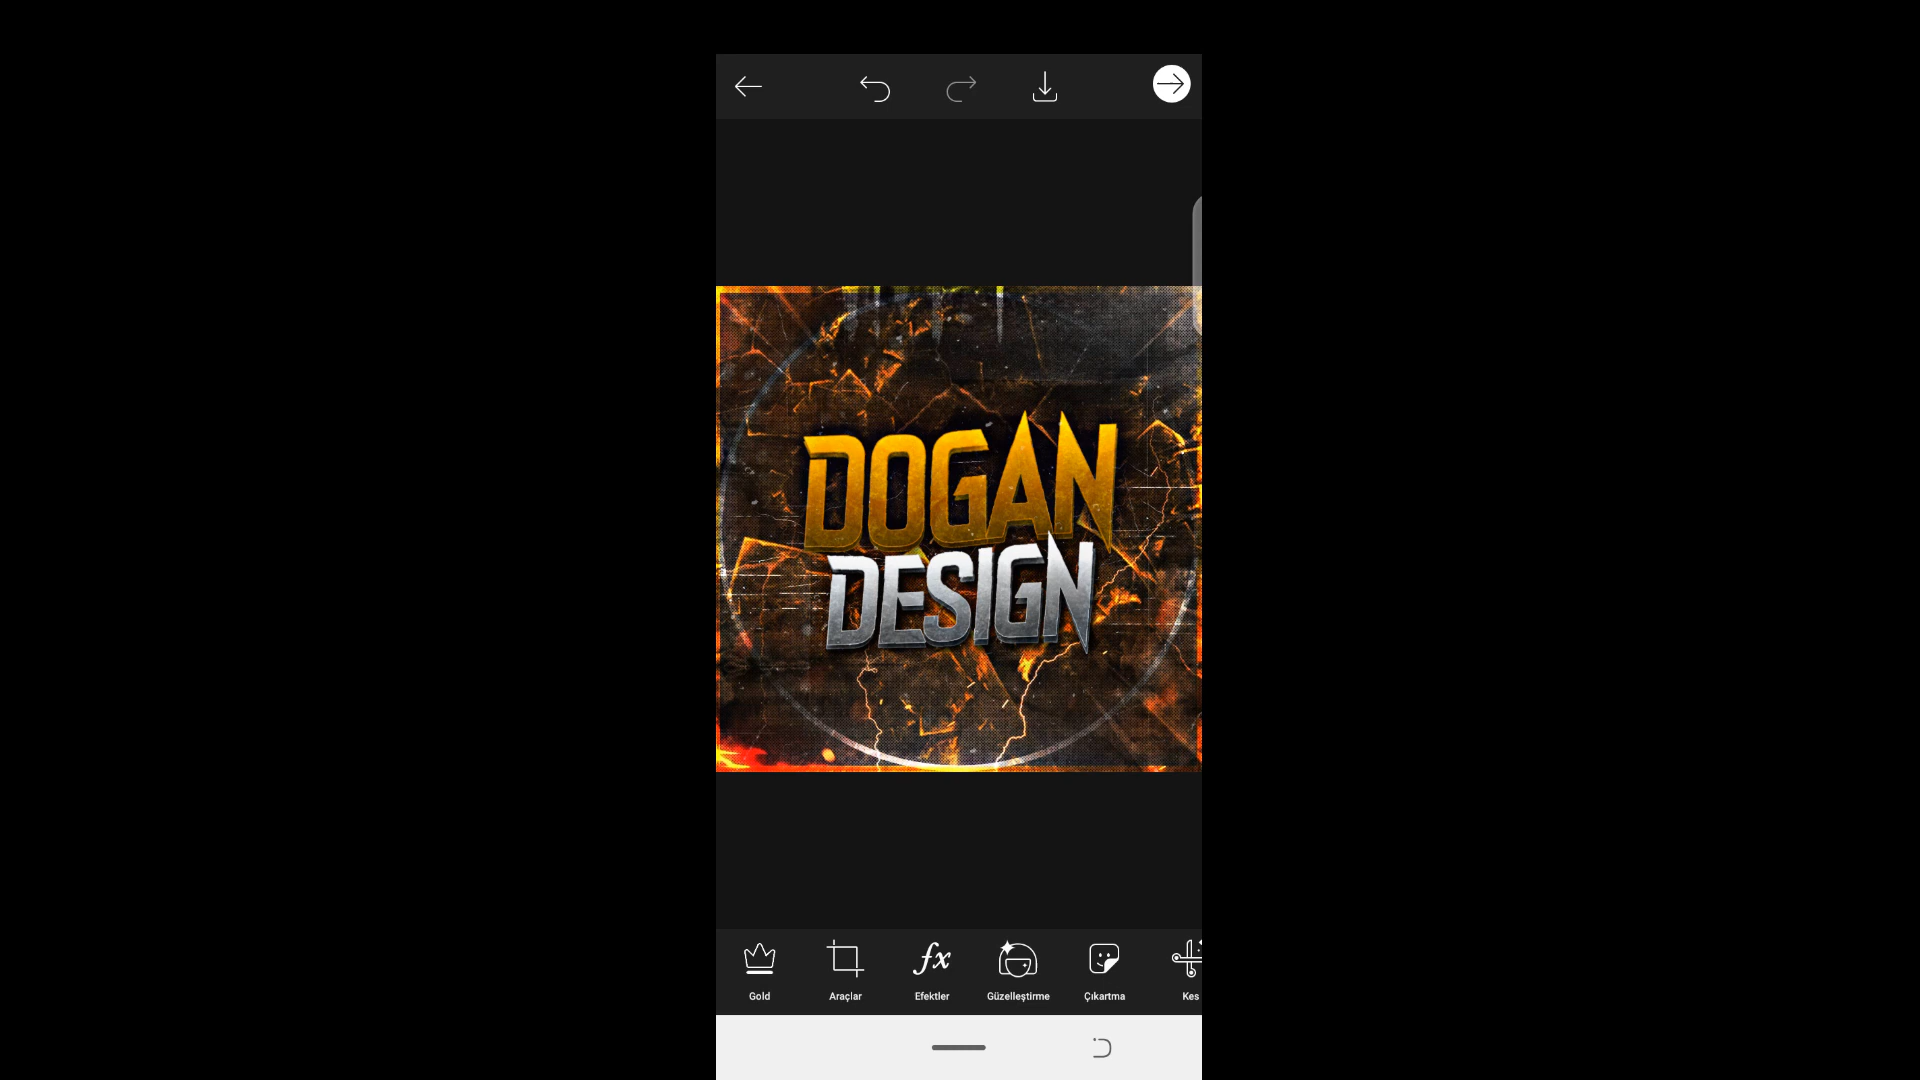 DOGAN
DESIGN
Gold
Araçlar
Efektler
Güzelleştirme
Çıkartma
Kes